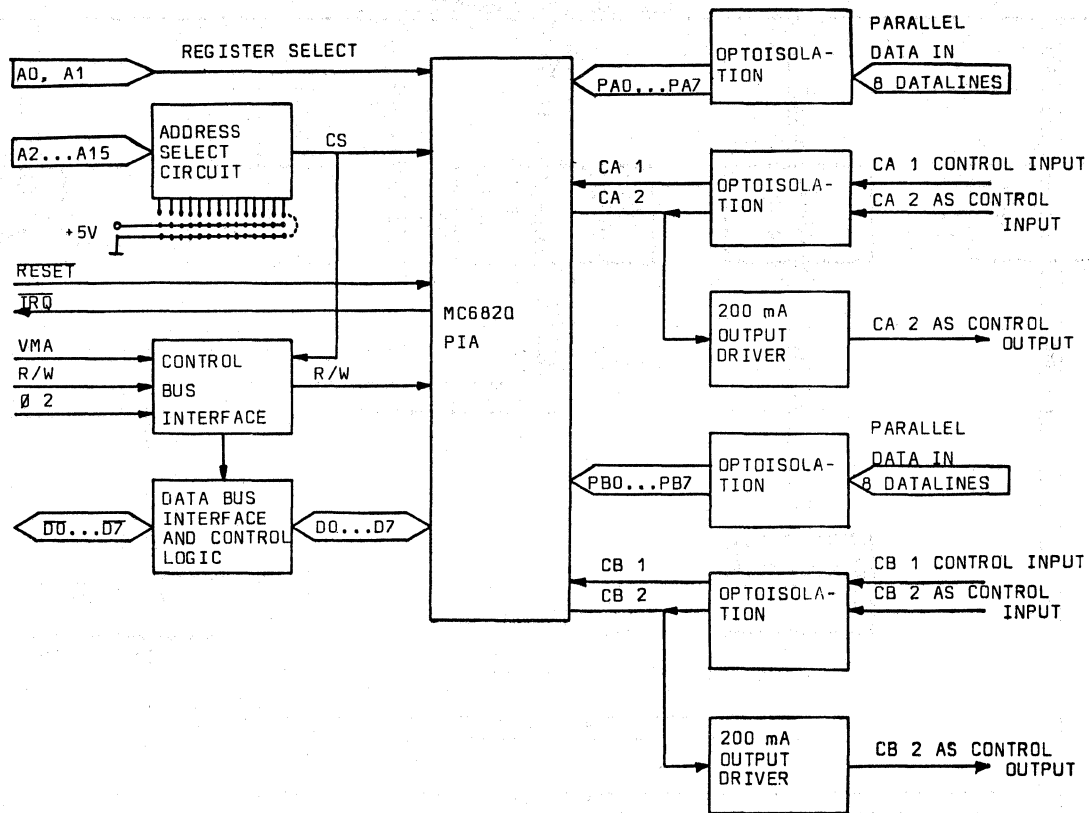 REGISTER SELECT
A0, A1
A2...A15
ADDRESS
SELECT
CIRCUIT
CS
+5V
R̅E̅S̅E̅T̅
I̅R̅Q̅
VMA
R/W
Ø 2
CONTROL
BUS
INTERFACE
R/W
D̅0̅...D̅7̅
DATA BUS
INTERFACE
AND CONTROL
LOGIC
D0...D7
MC6820
PIA
PA0...PA7
OPTOISOLA-
TION
PARALLEL
DATA IN
8 DATALINES
CA 1
CA 2
OPTOISOLA-
TION
CA 1 CONTROL INPUT
CA 2 AS CONTROL
INPUT
200 mA
OUTPUT
DRIVER
CA 2 AS CONTROL
OUTPUT
PB0...PB7
OPTOISOLA-
TION
PARALLEL
DATA IN
8 DATALINES
CB 1
CB 2
OPTOISOLA-
TION
CB 1 CONTROL INPUT
CB 2 AS CONTROL
INPUT
200 mA
OUTPUT
DRIVER
CB 2 AS CONTROL
OUTPUT